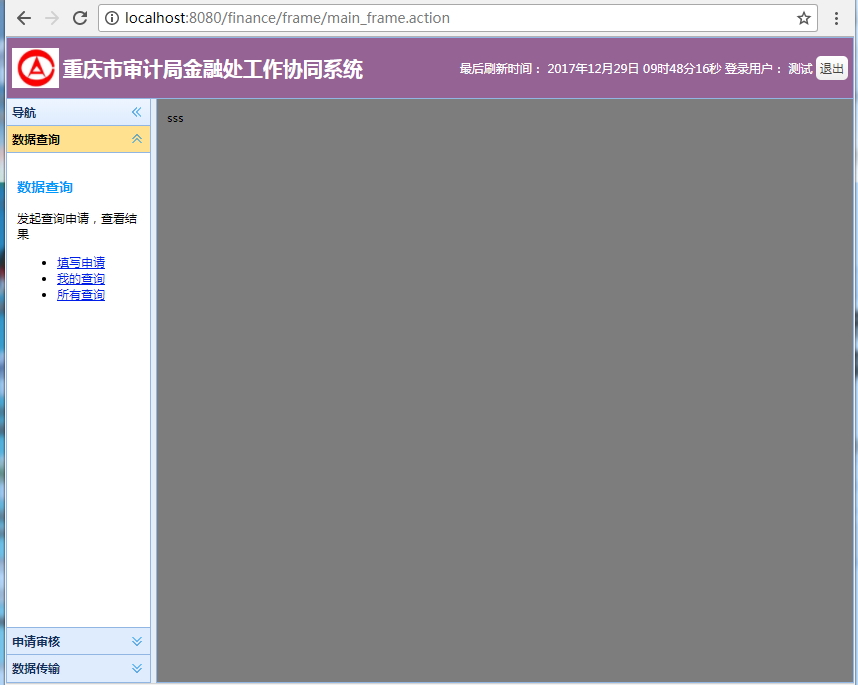 localhost:8080/finance/frame/main_frame.action
重庆市审计局金融处工作协同系统
最后刷新时间： 2017年12月29日 09时48分16秒 登录用户： 测试 退出
导航
sss
数据查询
数据查询
发起查询申请，查看结
果
填写申请
我的查询
所有查询
申请审核
数据传输